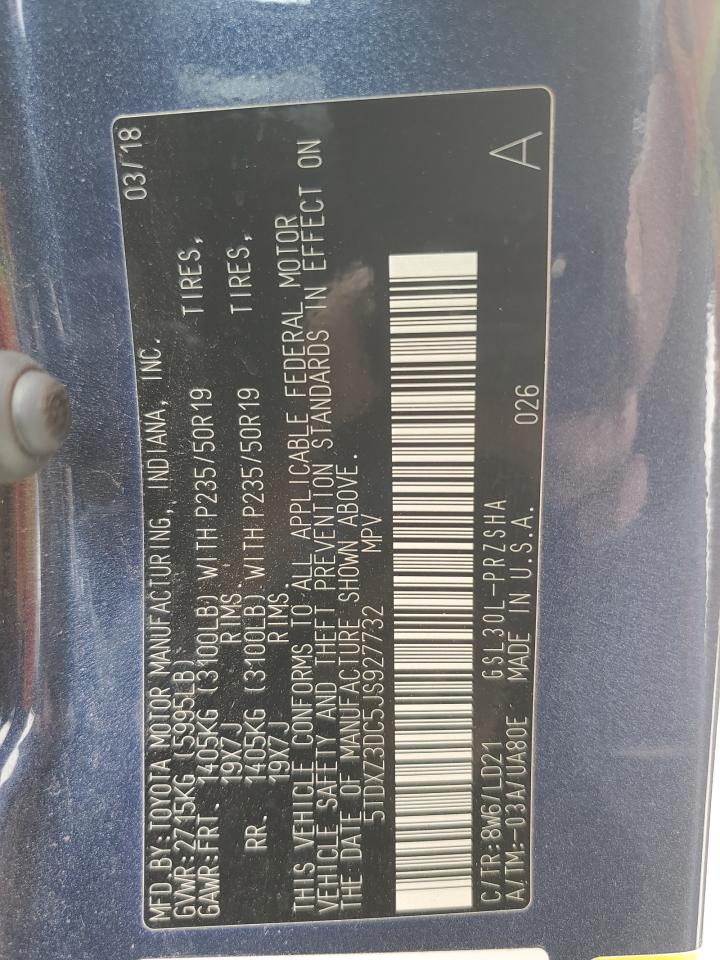 MFD.BY:TOYOTA MOTOR MANUFACTURING, INDIANA, INC. 03/18
GVWR:2715KG (5995LB)
GAWR:FRT. 1405KG (3100LB) WITH P235/50R19 TIRES,
19X7J RIMS.
RR. 1405KG (3100LB) WITH P235/50R19 TIRES,
19X7J RIMS.
THIS VEHICLE CONFORMS TO ALL APPLICABLE FEDERAL MOTOR
VEHICLE SAFETY AND THEFT PREVENTION STANDARDS IN EFFECT ON
THE DATE OF MANUFACTURE SHOWN ABOVE.
5TDXZ3DC5JS927732 MPV
C/TR:8W6/LD21 GSL30L-PRZSHA
A/TM:-03A/UA80E MADE IN U.S.A. 026
A